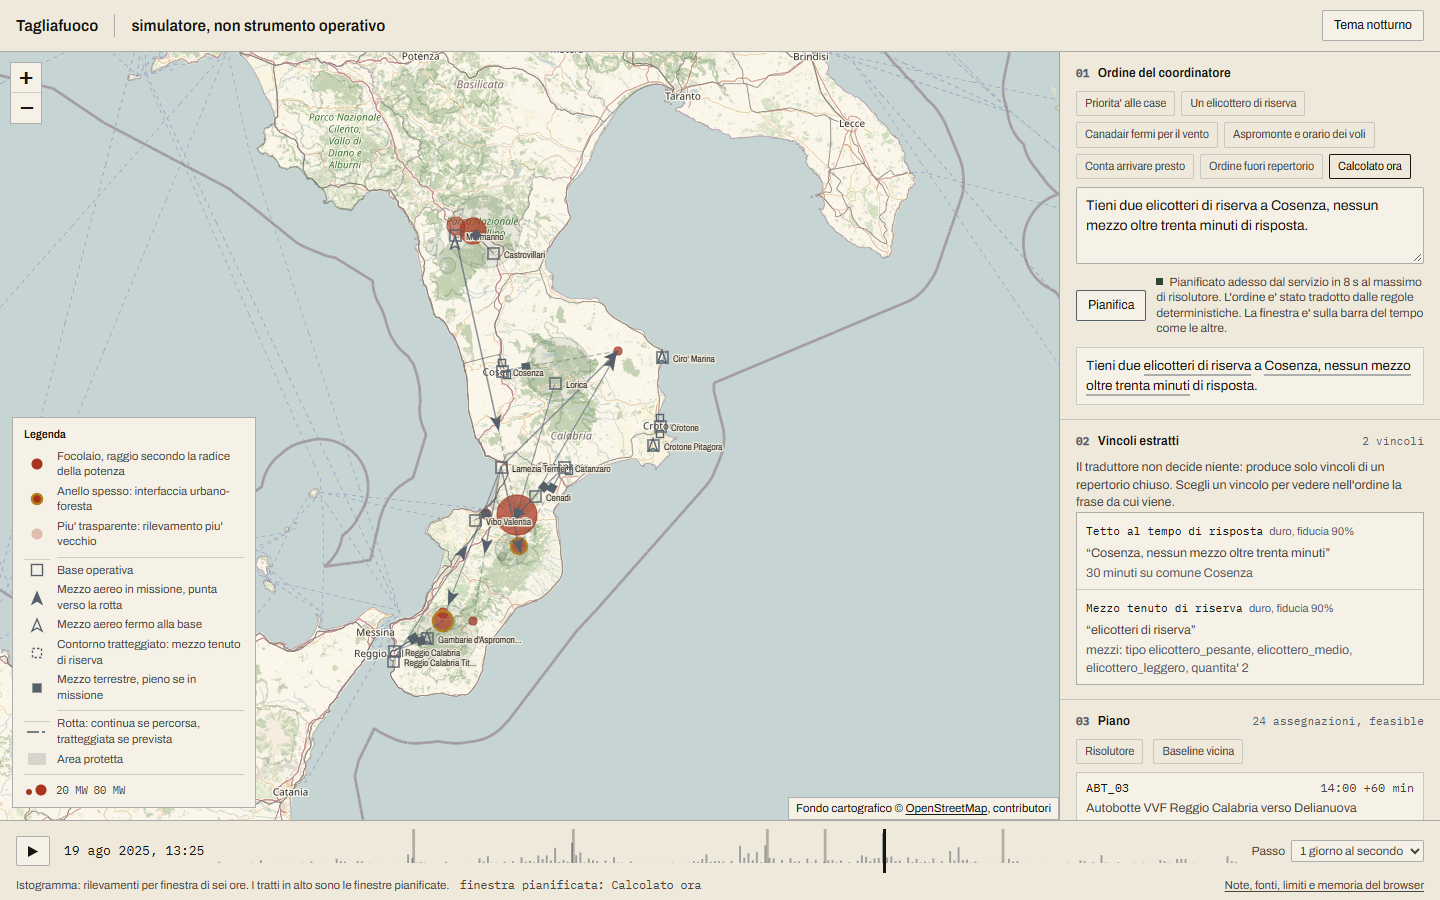 Tagliafuoco
simulatore, non strumento operativo
Tema notturno
+
−
Potenza
Basilicata
Brindisi
Taranto
Lecce
Parco Nazionale
Cilento,
Vallo di
Diano e
Alburni
Castrovillari
Cosenza
Lorica
Ciro' Marina
Crotone
Crotone Pitagora
Calabria
Catanzaro
Cenadi
Vibo Valentia
Messina
Gambarie d'Aspromon...
Reggio Calabria
Reggio Calabria Tit...
Catania
Legenda
Focolaio, raggio secondo la radice
della potenza
Anello spesso: interfaccia urbano-
foresta
Piu' trasparente: rilevamento piu'
vecchio
Base operativa
Mezzo aereo in missione, punta
verso la rotta
Mezzo aereo fermo alla base
Contorno tratteggiato: mezzo tenuto
di riserva
Mezzo terrestre, pieno se in
missione
Rotta: continua se percorsa,
tratteggiata se prevista
Area protetta
20 MW 80 MW
Fondo cartografico © OpenStreetMap, contributori
01 Ordine del coordinatore
Priorita' alle case
Un elicottero di riserva
Canadair fermi per il vento
Aspromonte e orario dei voli
Conta arrivare presto
Ordine fuori repertorio
Calcolato ora
Tieni due elicotteri di riserva a Cosenza, nessun
mezzo oltre trenta minuti di risposta.
Pianifica
Pianificato adesso dal servizio in 8 s al massimo
di risolutore. L'ordine e' stato tradotto dalle regole
deterministiche. La finestra e' sulla barra del tempo
come le altre.
Tieni due elicotteri di riserva a Cosenza, nessun mezzo
oltre trenta minuti di risposta.
02 Vincoli estratti
2 vincoli
Il traduttore non decide niente: produce solo vincoli di un
repertorio chiuso. Scegli un vincolo per vedere nell'ordine la
frase da cui viene.
Tetto al tempo di risposta duro, fiducia 90%
“Cosenza, nessun mezzo oltre trenta minuti”
30 minuti su comune Cosenza
Mezzo tenuto di riserva duro, fiducia 90%
“elicotteri di riserva”
mezzi: tipo elicottero_pesante, elicottero_medio,
elicottero_leggero, quantita' 2
03 Piano
24 assegnazioni, feasible
Risolutore
Baseline vicina
ABT_03
14:00 +60 min
Autobotte VVF Reggio Calabria verso Delianuova
19 ago 2025, 13:25
Passo
1 giorno al secondo
Istogramma: rilevamenti per finestra di sei ore. I tratti in alto sono le finestre pianificate.
finestra pianificata: Calcolato ora
Note, fonti, limiti e memoria del browser